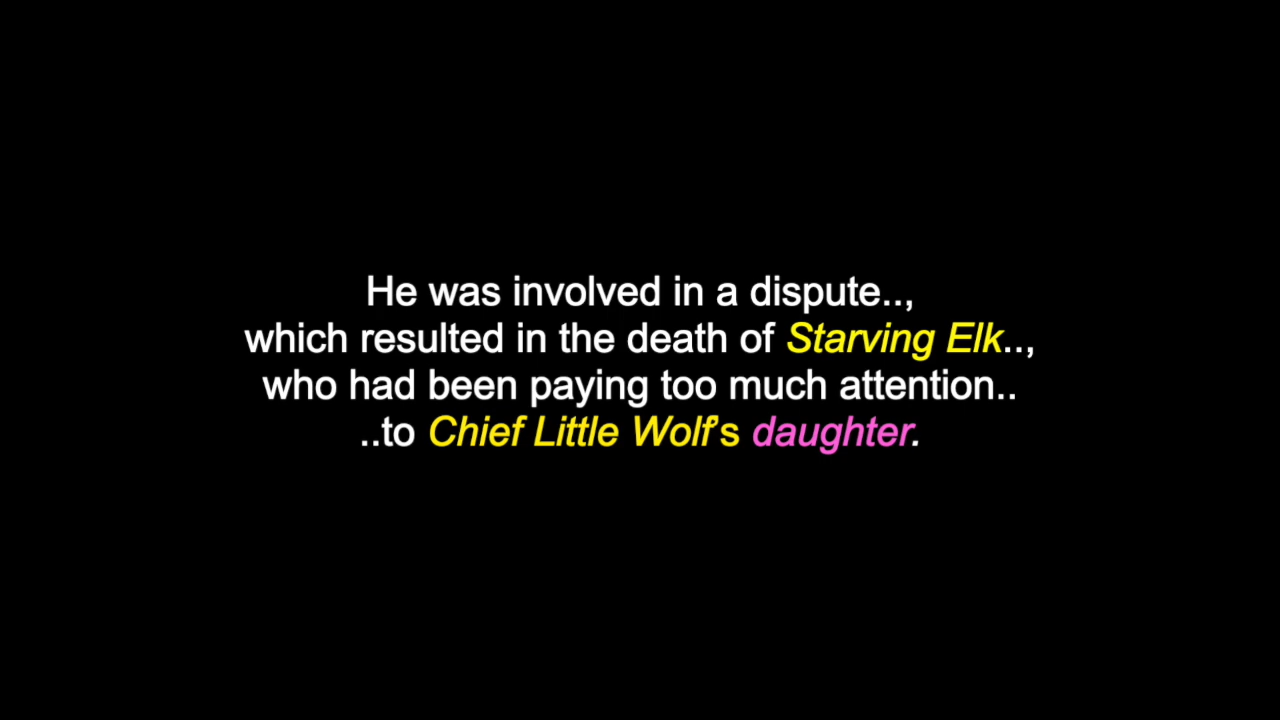 He was involved in a dispute..,
which resulted in the death of Starving Elk..,
who had been paying too much attention..
..to Chief Little Wolf's daughter.